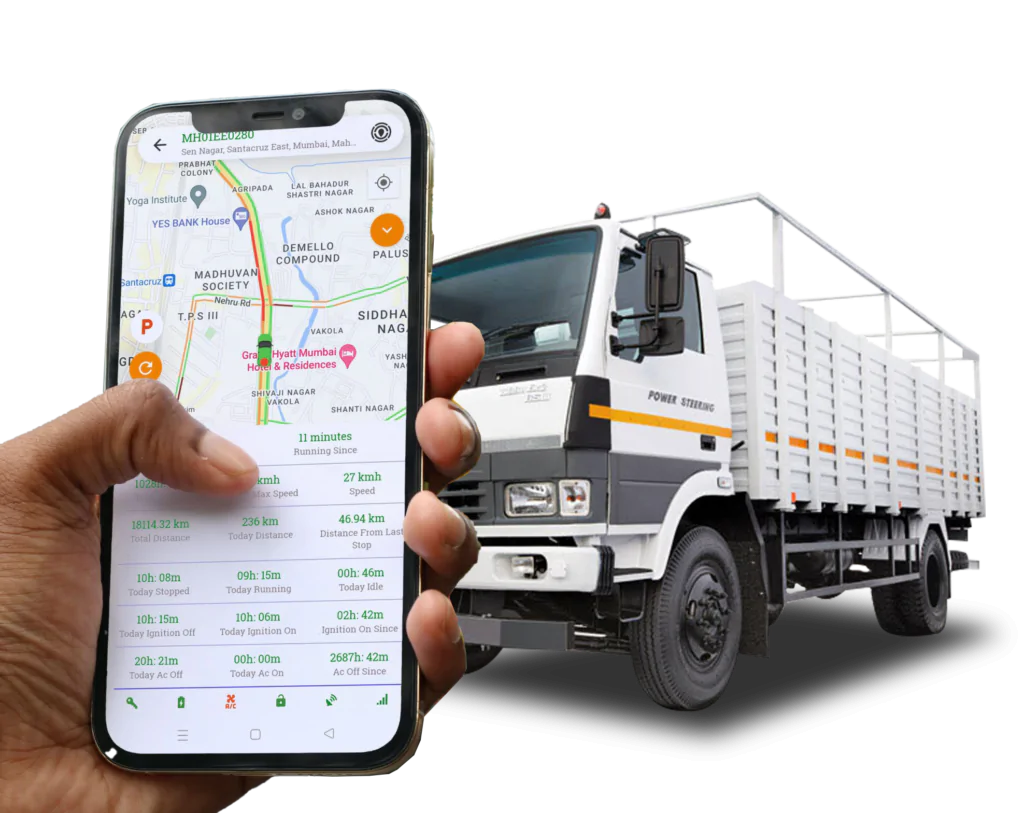 MH01EE0280
Sen Nagar, Santacruz East, Mumbai, Mah...
PRABHAT
COLONY
AGRIPADA
LAL BAHADUR
SHASTRI NAGAR
Yoga Institute
YES BANK House
ASHOK NAGAR
DEMELLO
COMPOUND
PALUS
Santacruz
MADHUVAN
SOCIETY
Nehru Rd
T.P.S III
SIDDHA
NAG
VAKOLA
P
Hyatt Mumbai
Hotel & Residences
YASH
NA
SHIVAJI NAGAR
VAKOLA
SHANTI NAGAR
11 minutes
Running Since
kmh
27 kmh
Max Speed
Speed
18114.32 km
236 km
46.94 km
Total Distance
Today Distance
Distance From Last
Stop
10h: 08m
09h: 15m
00h: 46m
Today Stopped
Today Running
Today Idle
10h: 15m
10h: 06m
02h: 42m
Today Ignition Off
Today Ignition On
Ignition On Since
20h: 21m
00h: 00m
2687h: 42m
Today Ac Off
Today Ac On
Ac Off Since
A/C
POWER STEERING